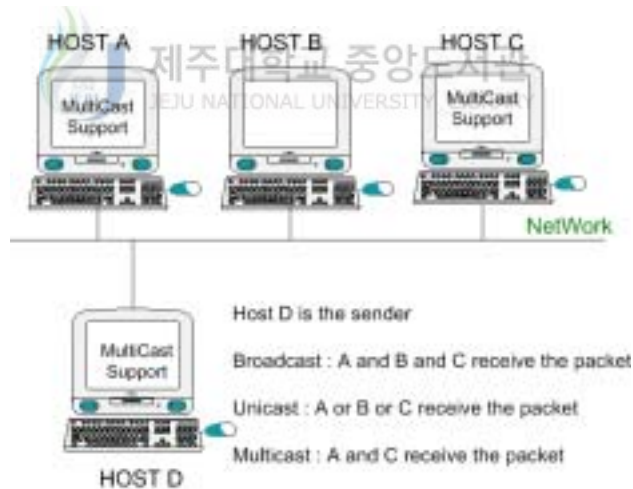 HOST A HOST B HOST C
제주대학교 중앙도서관
JEJU NATIONAL UNIVERSITY LIBRARY
MultiCast
Support
MultiCast
Support
NetWork
MultiCast
Support
HOST D
Host D is the sender
Broadcast : A and B and C receive the packet
Unicast : A or B or C receive the packet
Multicast : A and C receive the packet